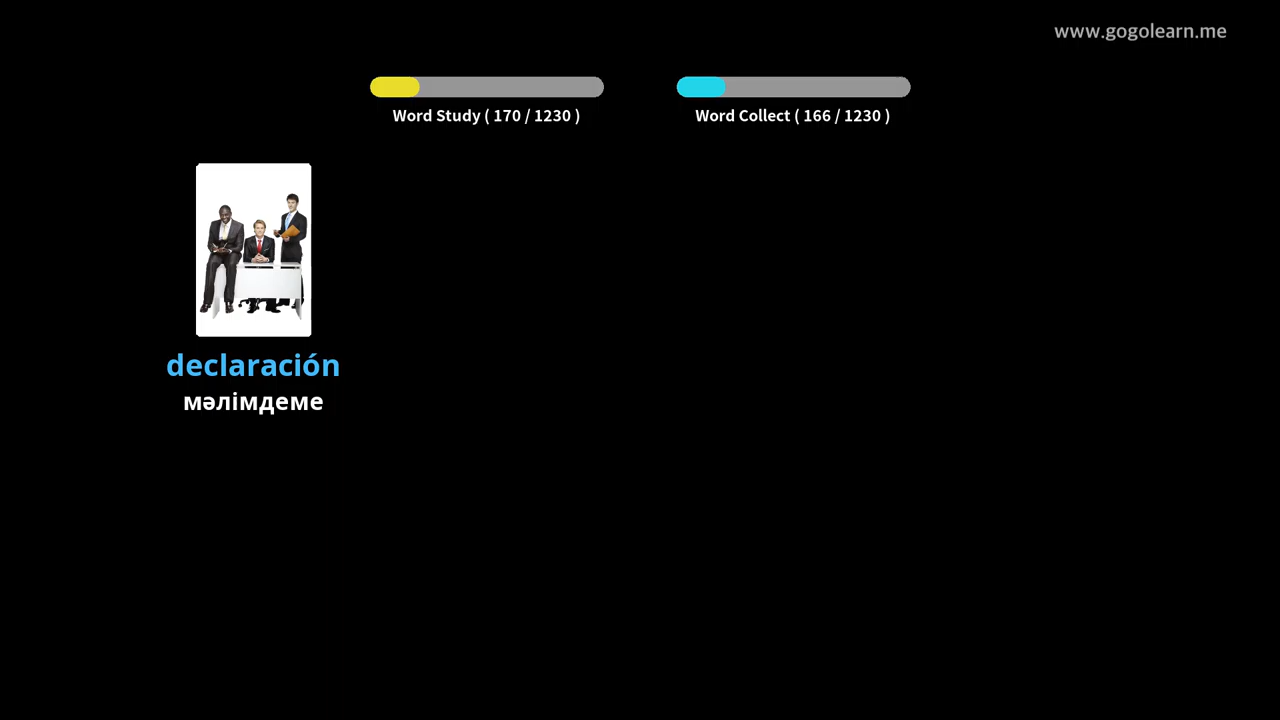 www.gogolearn.me
Word Study ( 170 / 1230 )
Word Collect ( 166 / 1230 )
declaración
мәлімдеме